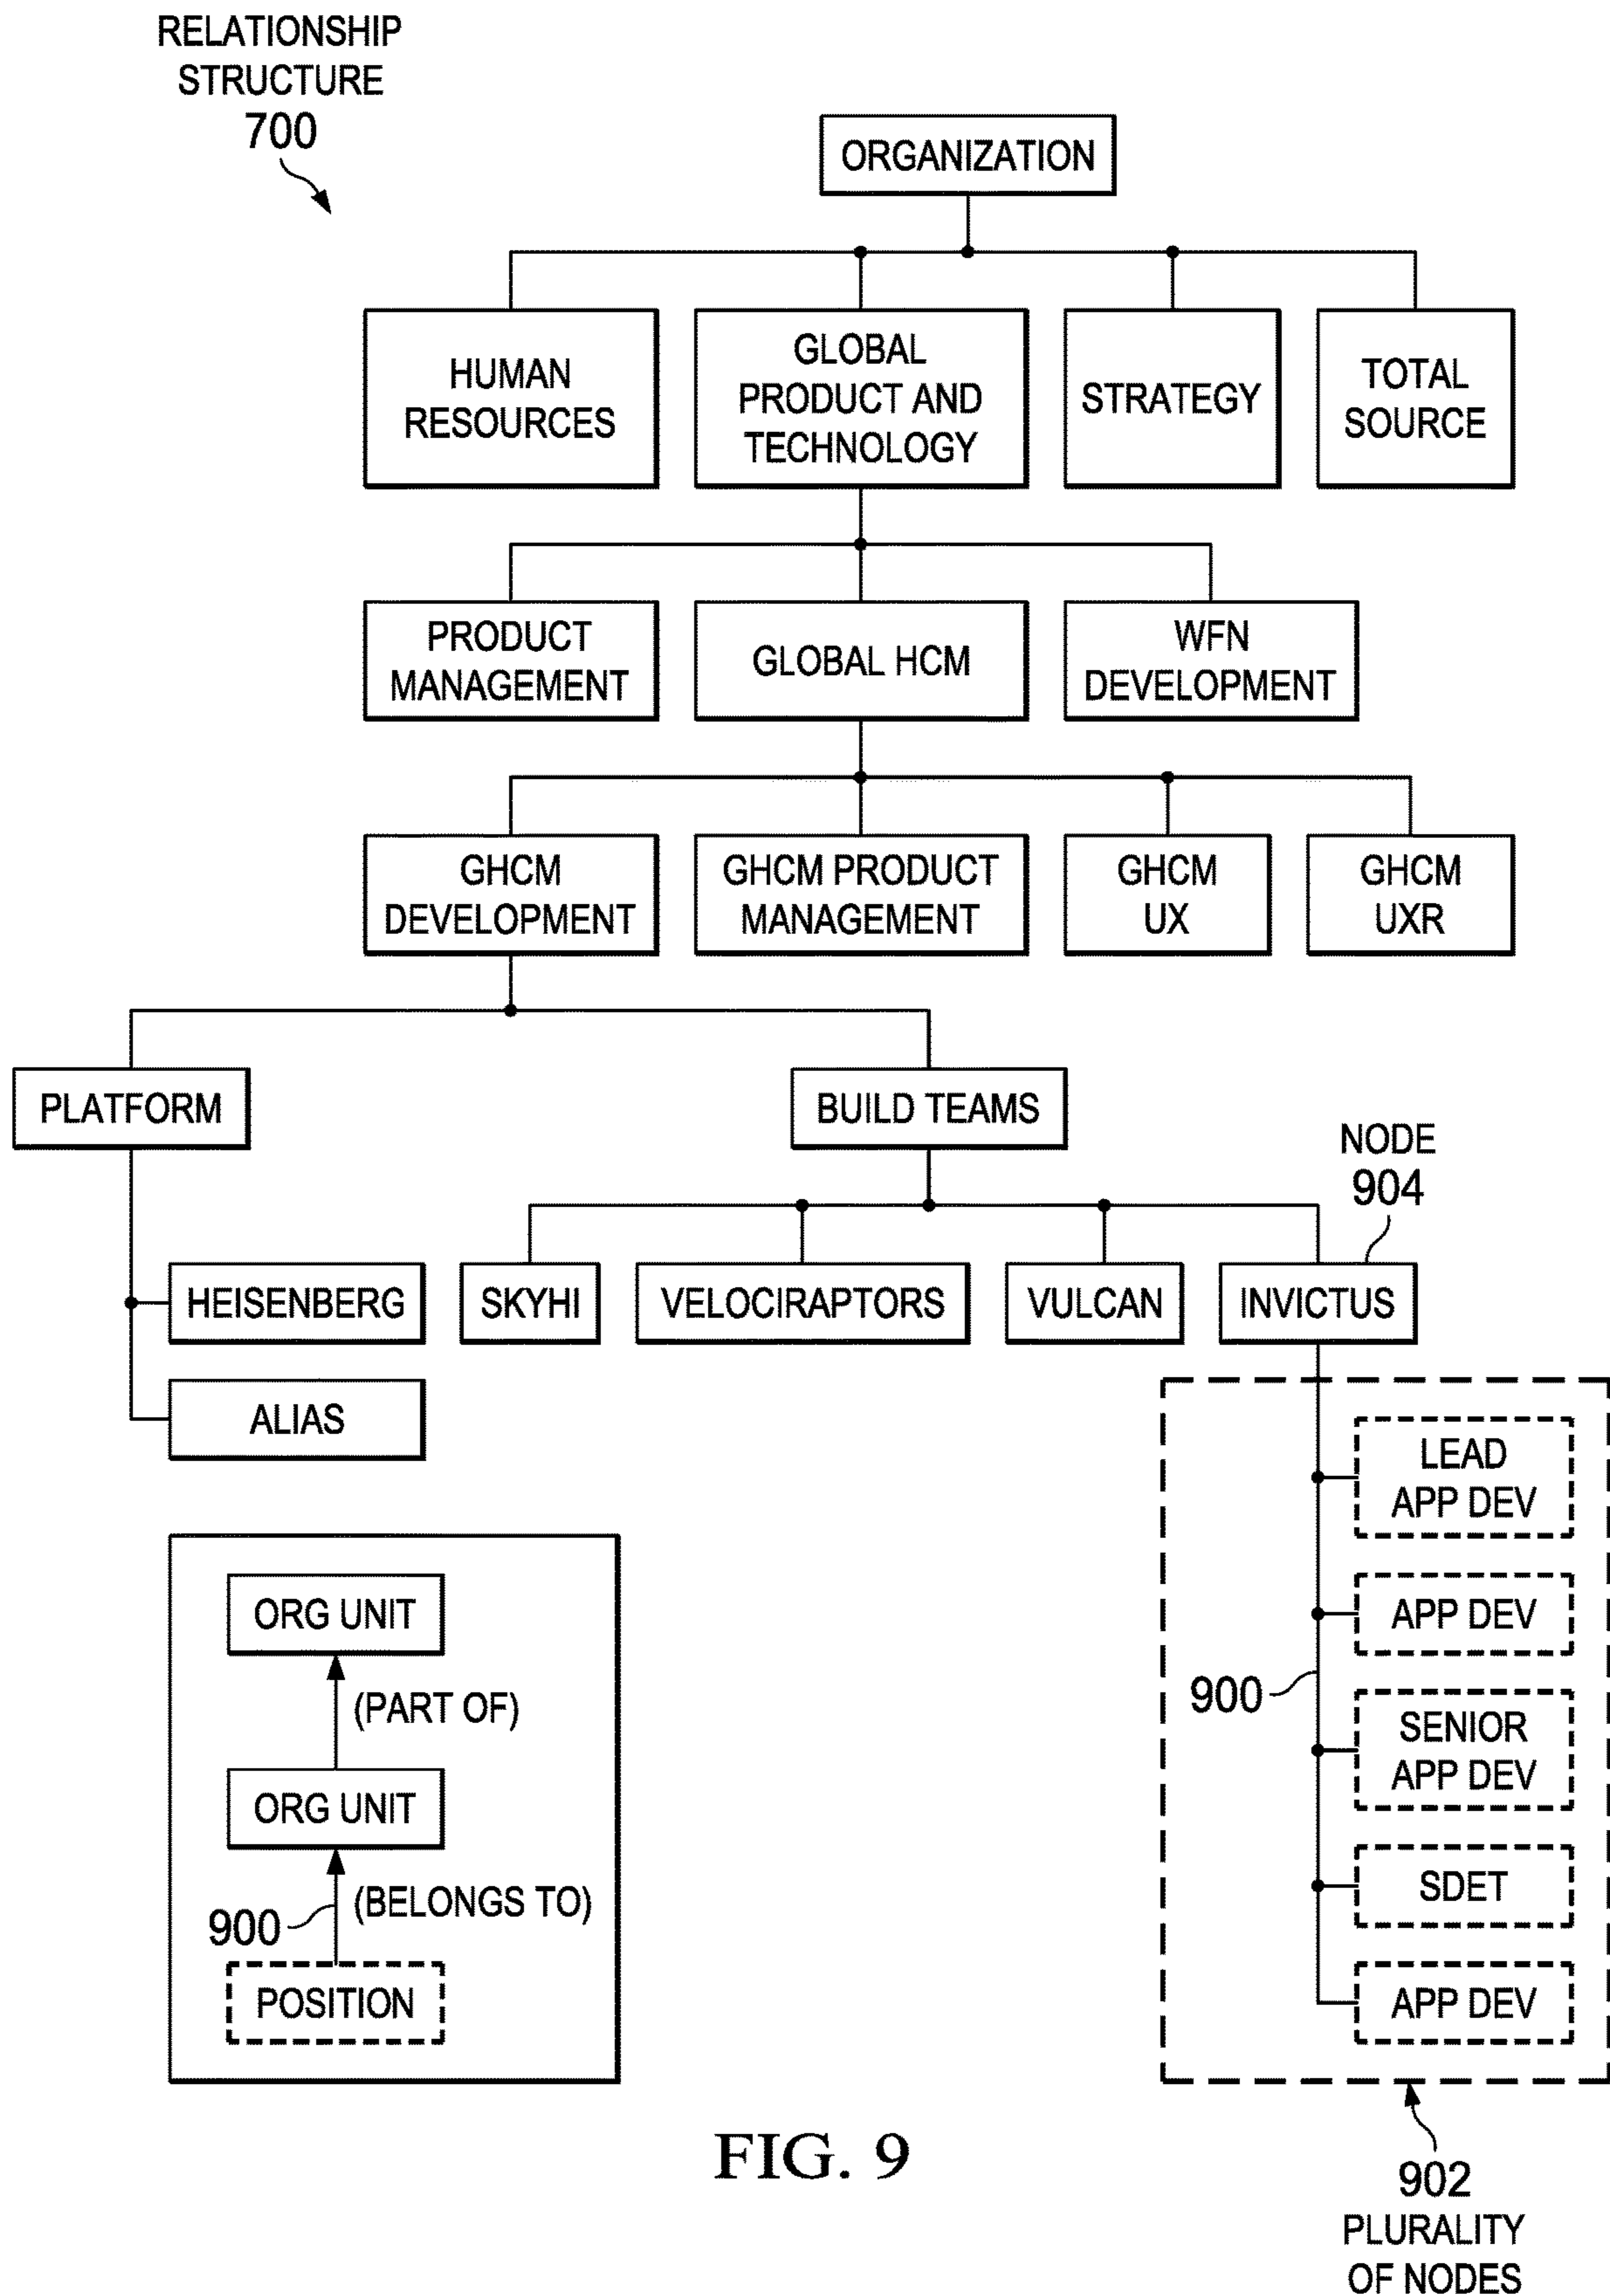 RELATIONSHIP
STRUCTURE
700
ORGANIZATION
HUMAN
RESOURCES
GLOBAL
PRODUCT AND
TECHNOLOGY
STRATEGY
TOTAL
SOURCE
PRODUCT
MANAGEMENT
GLOBAL HCM
WFN
DEVELOPMENT
GHCM
DEVELOPMENT
GHCM PRODUCT
MANAGEMENT
GHCM
UX
GHCM
UXR
PLATFORM
BUILD TEAMS
NODE
904
HEISENBERG
SKYHI
VELOCIRAPTORS
VULCAN
INVICTUS
ALIAS
LEAD
APP DEV
APP DEV
900
SENIOR
APP DEV
SDET
APP DEV
ORG UNIT
(PART OF)
ORG UNIT
900
(BELONGS TO)
POSITION
902
PLURALITY
OF NODES
FIG. 9